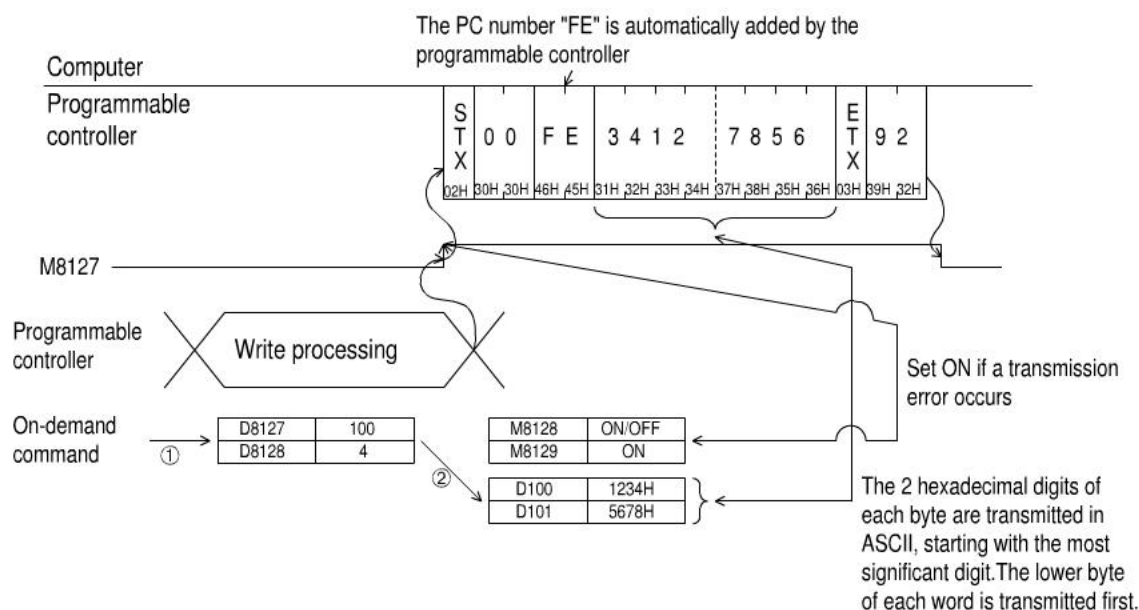 The PC number "FE" is automatically added by the
programmable controller
Computer
Programmable
controller
STX 0 0 F E 3 4 1 2 7 8 5 6 ETX 9 2
02H 30H 30H 46H 45H 31H 32H 33H 34H 37H 38H 35H 36H 03H 39H 32H
M8127
Programmable
controller
Write processing
Set ON if a transmission
error occurs
On-demand
command
①
D8127 100
D8128 4
②
M8128 ON/OFF
M8129 ON
D100 1234H
D101 5678H
The 2 hexadecimal digits of
each byte are transmitted in
ASCII, starting with the most
significant digit.The lower byte
of each word is transmitted first.